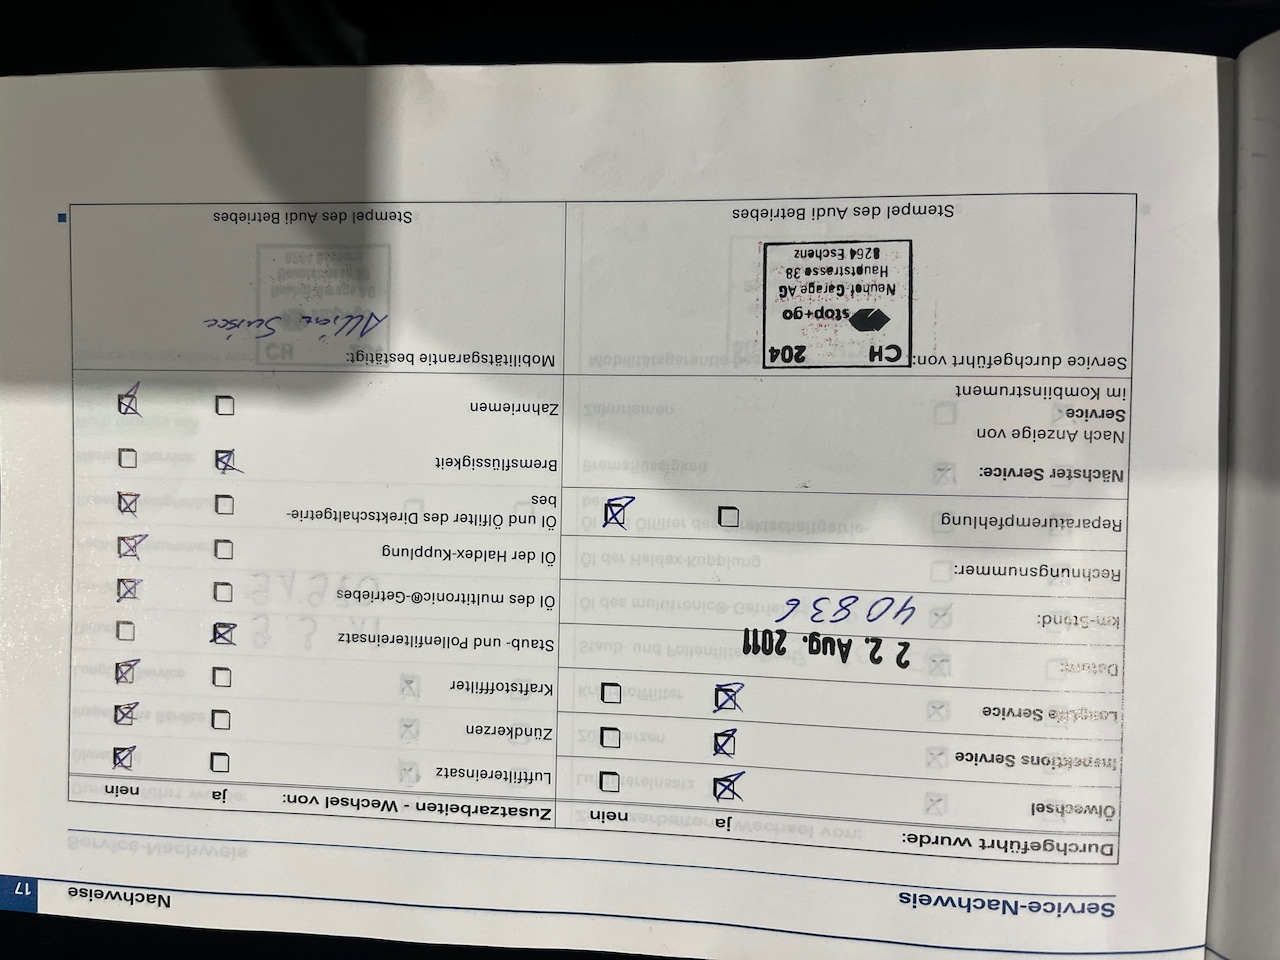 Service-Nachweis
Nachweise
17
Durchgeführt wurde:
ja
nein
Ölwechsel
Inspektions Service
LongLife Service
Datum:
2 2. Aug. 2011
km-Stand:
40836
Rechnungsnummer:
Reparaturempfehlung
Nächster Service:
Nach Anzeige von
Service
im Kombiinstrument
Service durchgeführt von:
CH
204
stop+go
Neuhof Garage AG
Hauptstrasse 38
8264 Eschenz
Stempel des Audi Betriebes
Zusatzarbeiten - Wechsel von:
ja
nein
Luftfiltereinsatz
Zündkerzen
Kraftstofffilter
Staub- und Pollenfiltereinsatz
Öl des multitronic®-Getriebes
Öl der Haldex-Kupplung
Öl und Ölfilter des Direktschaltgetrie-
bes
Bremsflüssigkeit
Zahnriemen
Mobilitätsgarantie bestätigt:
Stempel des Audi Betriebes